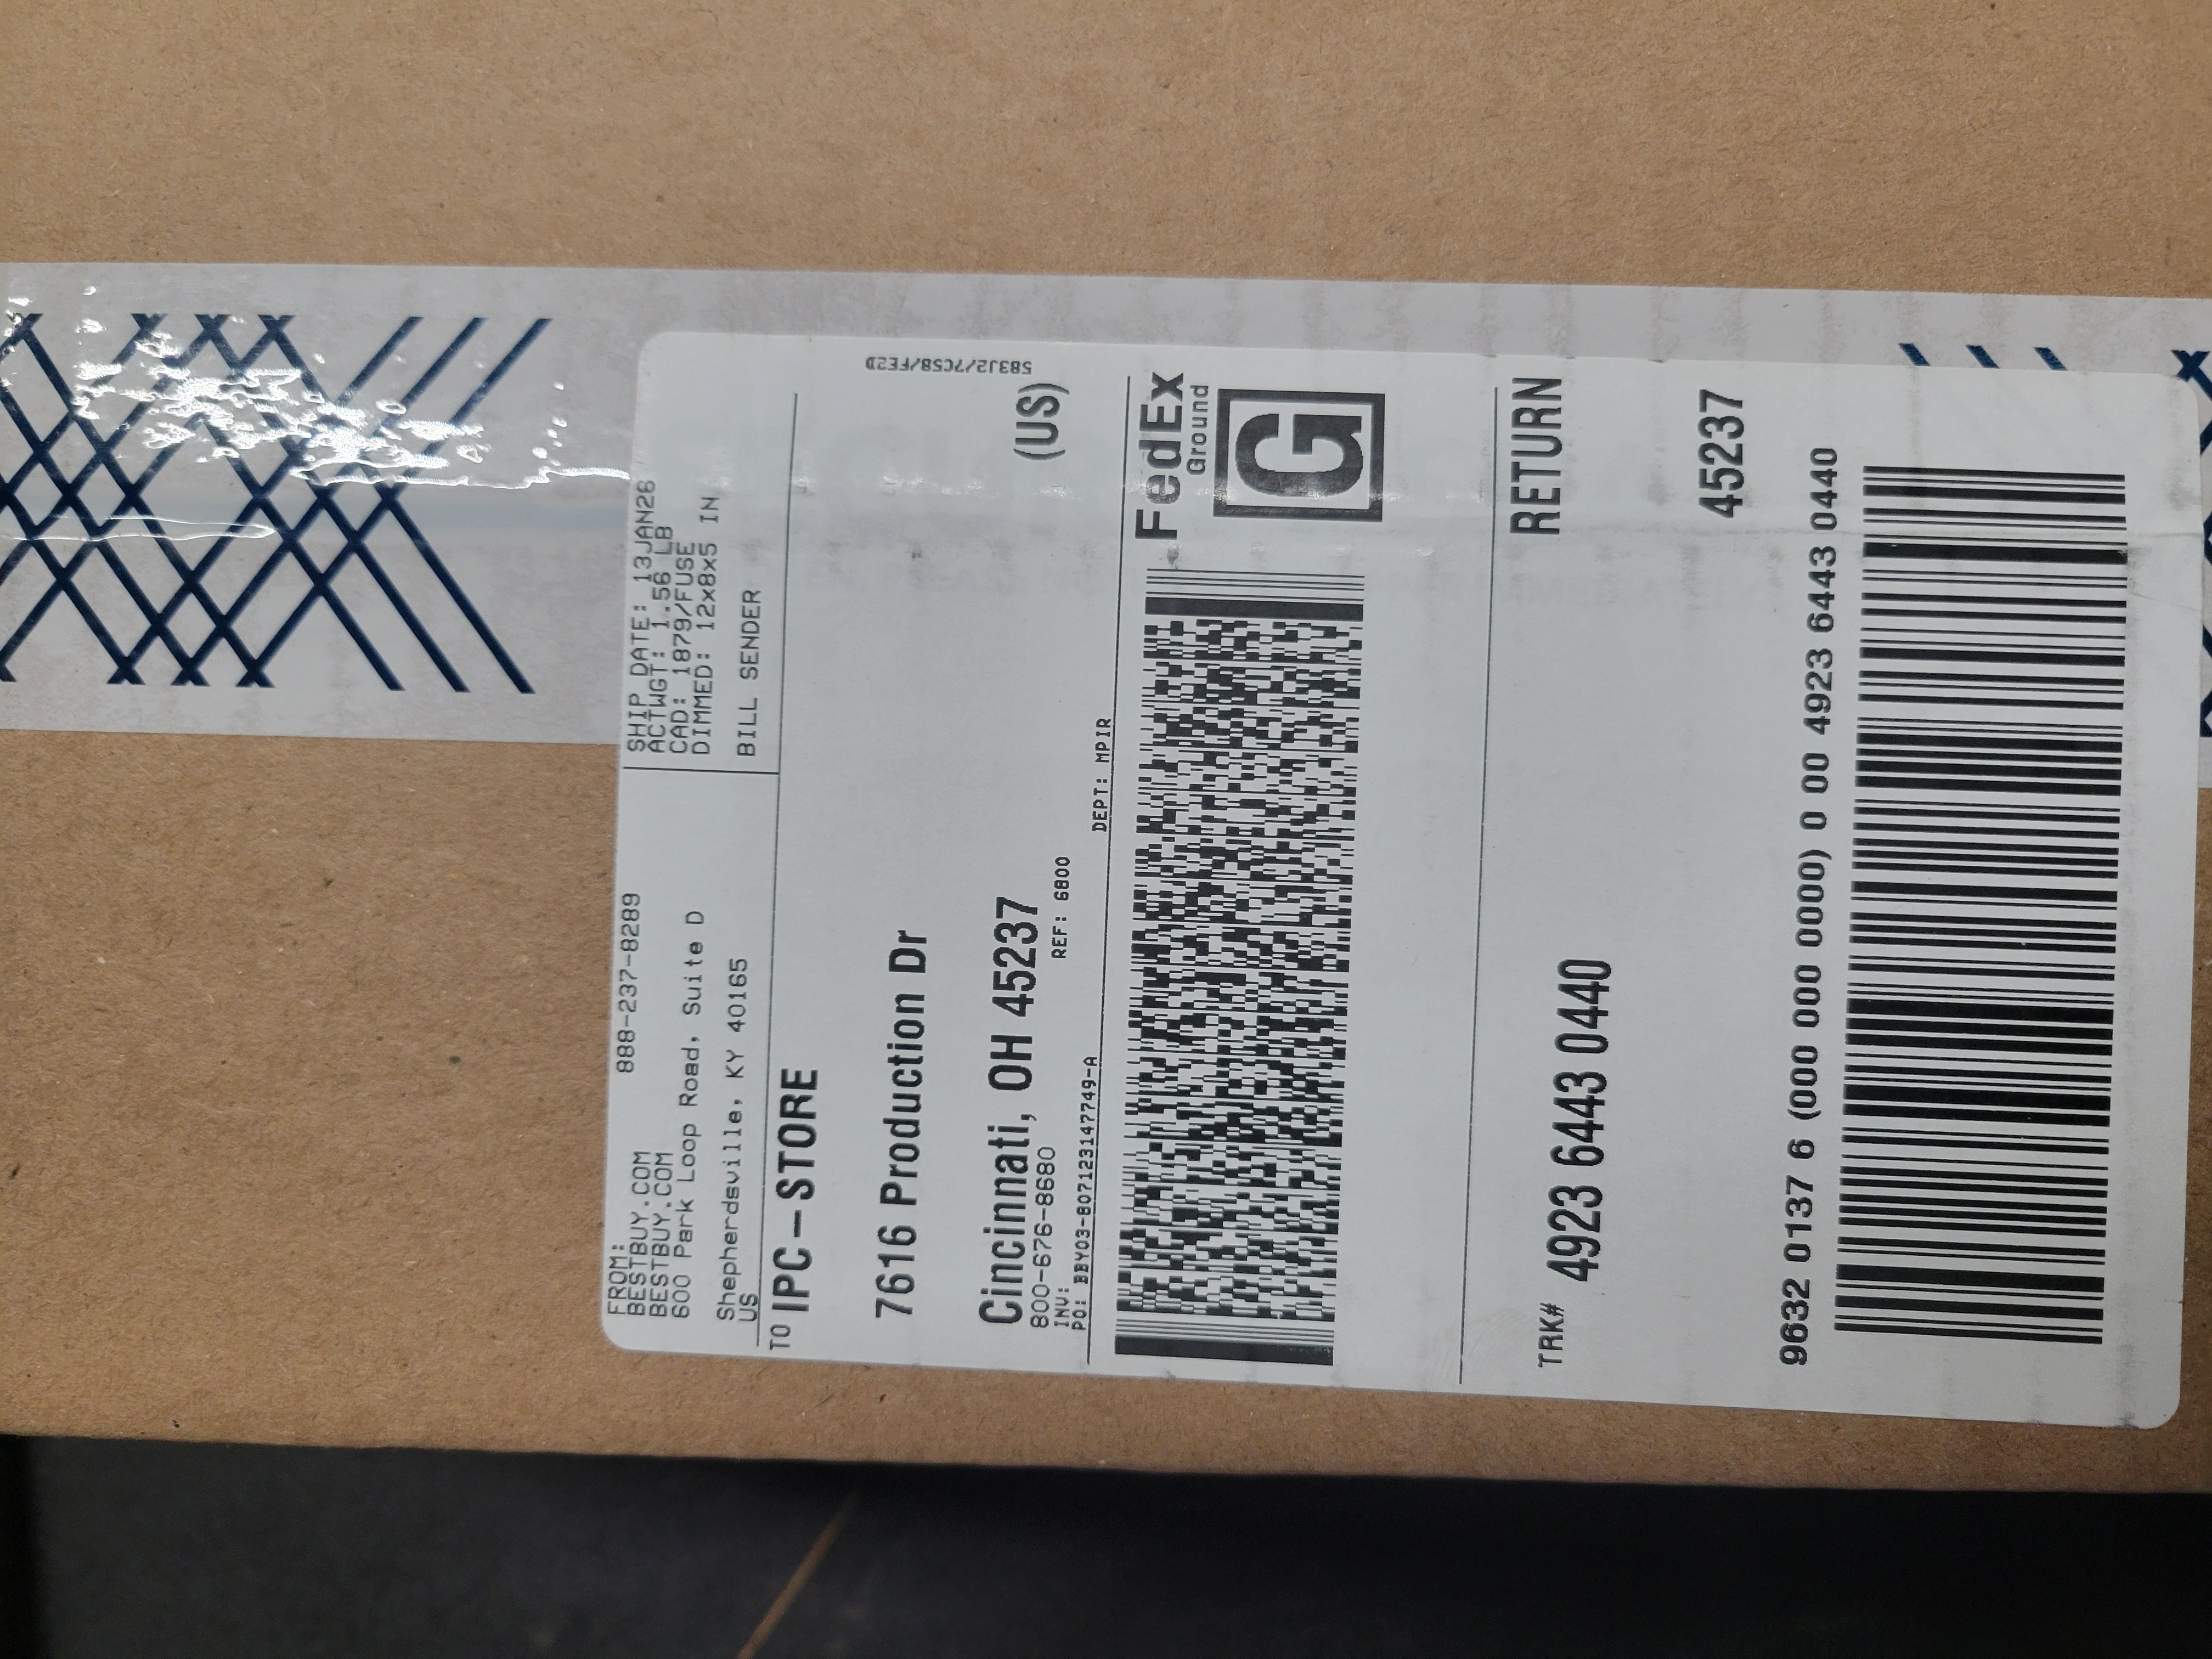 FROM: 888-237-8289
BESTBUY.COM
BESTBUY.COM
600 Park Loop Road, Suite D
Shepherdsville, KY 40165
US
SHIP DATE: 13JAN26
ACTWGT: 1.56 LB
CAD: 1879/FUSE
DIMMED: 12x8x5 IN
BILL SENDER
TO IPC-STORE
7616 Production Dr
Cincinnati, OH 45237
(US)
800-676-8680
REF: 6800
INV:
PO: BBY03-807123147749-A
DEPT: MPIR
583J2/7C58/FE2D
FedEx
Ground
G
RETURN
TRK# 4923 6443 0440
45237
9632 0137 6 (000 000 0000) 0 00 4923 6443 0440